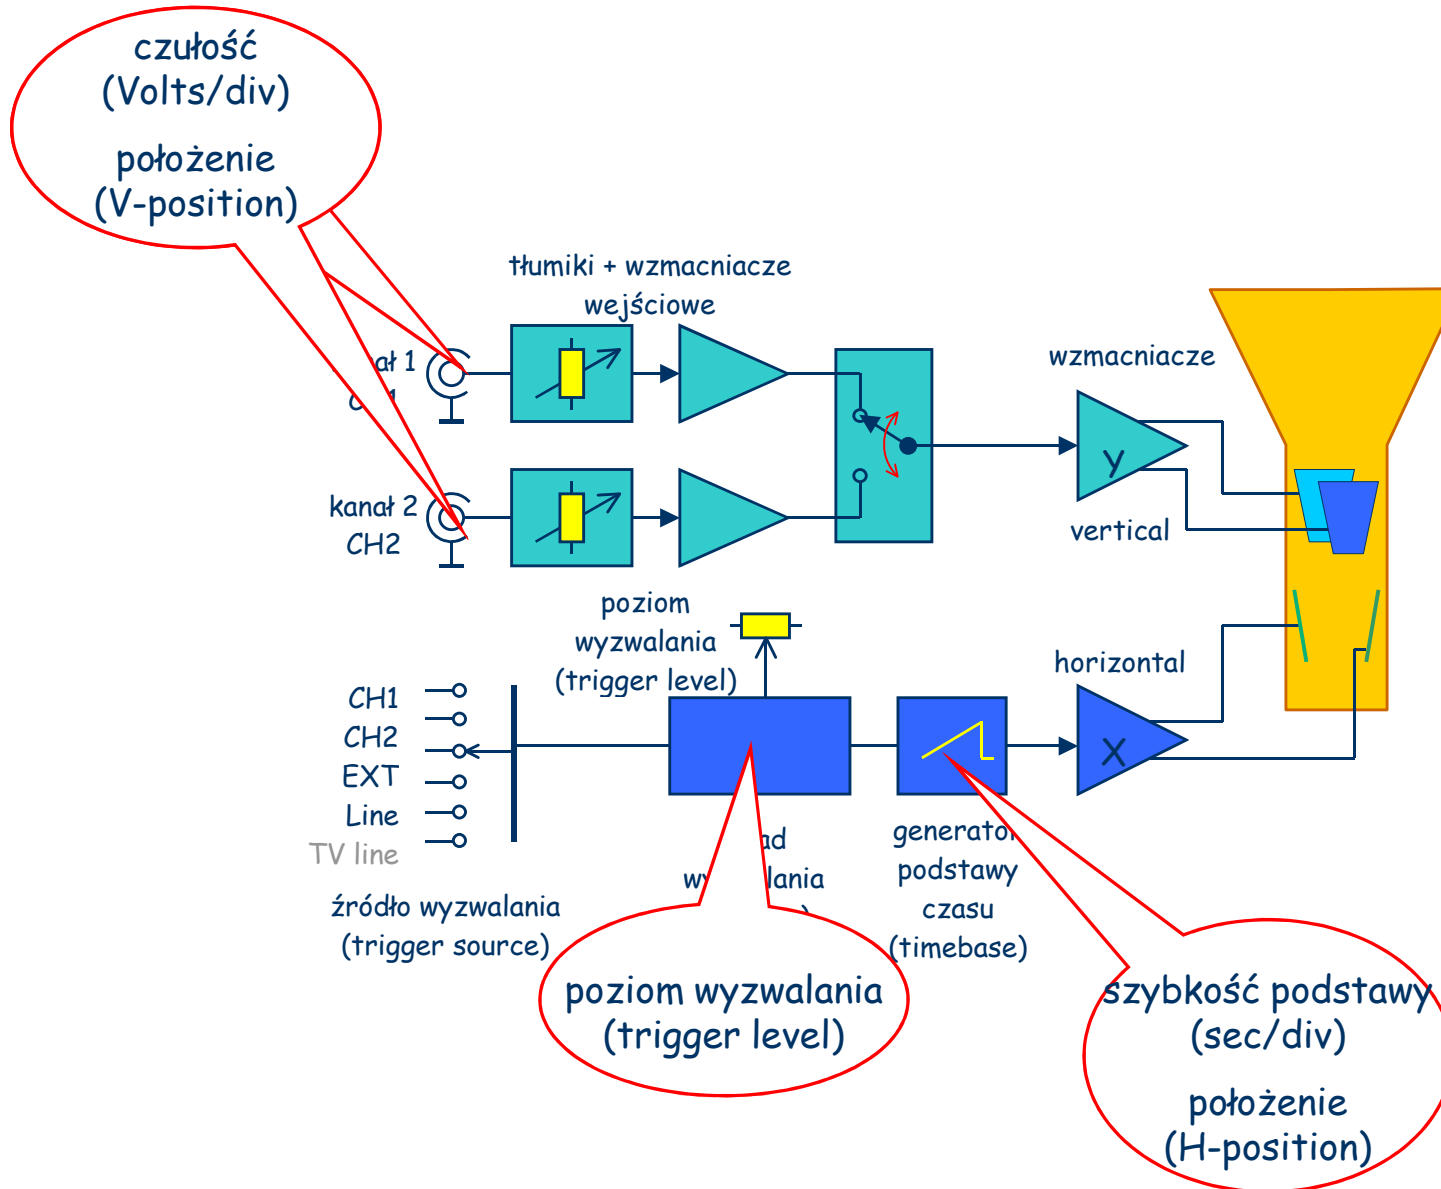 czułość
(Volts/div)
położenie
(V-position)
tłumiki + wzmacniacze
wejściowe
ał 1
wzmacniacze
y
kanał 2
CH2
vertical
poziom
wyzwalania
(trigger level)
horizontal
CH1
CH2
EXT
Line
TV line
X
generator
podstawy
czasu
(timebase)
źródło wyzwalania
(trigger source)
poziom wyzwalania
(trigger level)
szybkość podstawy
(sec/div)
położenie
(H-position)